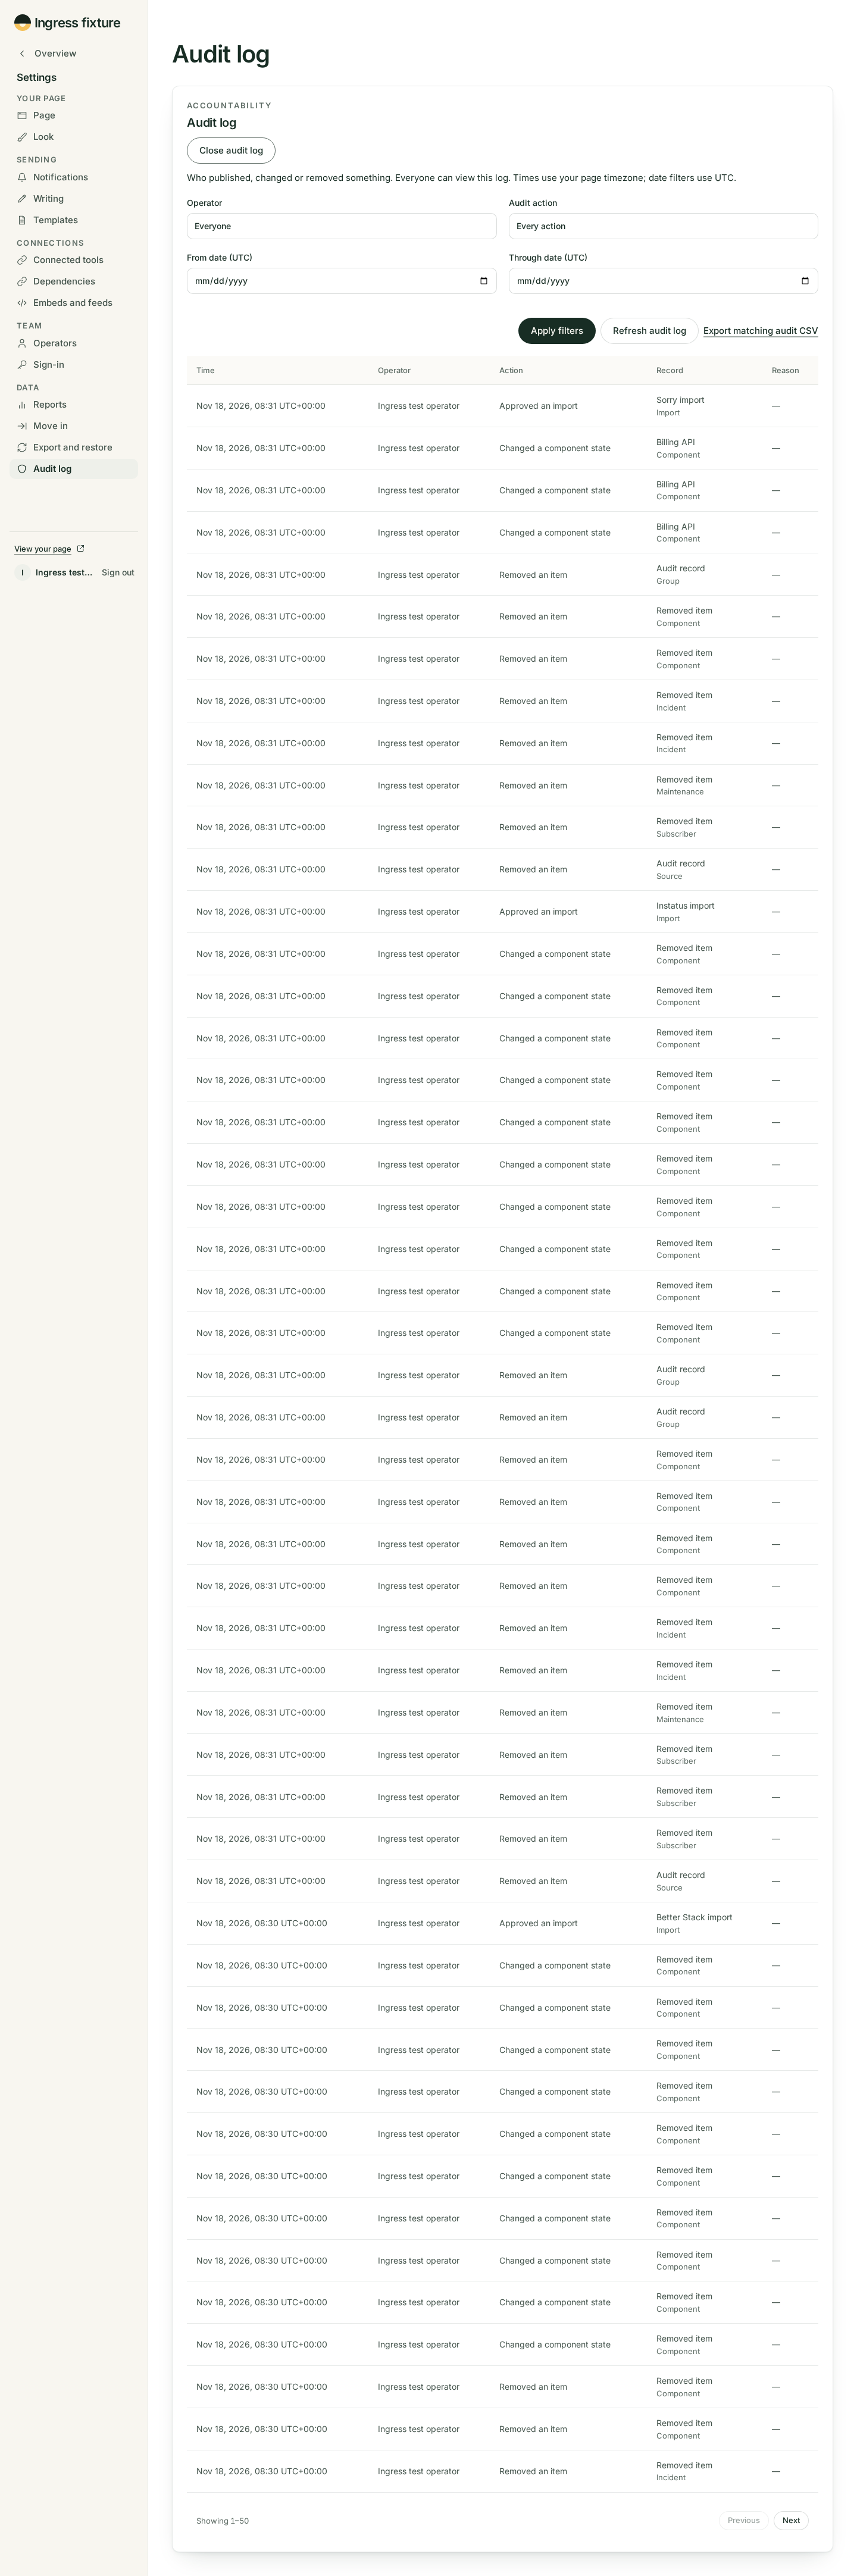 Ingress fixture
Overview
Settings
YOUR PAGE
Page
Look
SENDING
Notifications
Writing
Templates
CONNECTIONS
Connected tools
Dependencies
Embeds and feeds
TEAM
Operators
Sign-in
DATA
Reports
Move in
Export and restore
Audit log
View your page
I Ingress test... Sign out
Audit log
ACCOUNTABILITY
Audit log
Close audit log
Who published, changed or removed something. Everyone can view this log. Times use your page timezone; date filters use UTC.
Operator Audit action
Everyone Every action
From date (UTC) Through date (UTC)
mm/dd/yyyy mm/dd/yyyy
Apply filters Refresh audit log Export matching audit CSV
Time Operator Action Record Reason
Nov 18, 2026, 08:31 UTC+00:00 Ingress test operator Approved an import Sorry import —
Import
Nov 18, 2026, 08:31 UTC+00:00 Ingress test operator Changed a component state Billing API —
Component
Nov 18, 2026, 08:31 UTC+00:00 Ingress test operator Changed a component state Billing API —
Component
Nov 18, 2026, 08:31 UTC+00:00 Ingress test operator Changed a component state Billing API —
Component
Nov 18, 2026, 08:31 UTC+00:00 Ingress test operator Removed an item Audit record —
Group
Nov 18, 2026, 08:31 UTC+00:00 Ingress test operator Removed an item Removed item —
Component
Nov 18, 2026, 08:31 UTC+00:00 Ingress test operator Removed an item Removed item —
Component
Nov 18, 2026, 08:31 UTC+00:00 Ingress test operator Removed an item Removed item —
Incident
Nov 18, 2026, 08:31 UTC+00:00 Ingress test operator Removed an item Removed item —
Incident
Nov 18, 2026, 08:31 UTC+00:00 Ingress test operator Removed an item Removed item —
Maintenance
Nov 18, 2026, 08:31 UTC+00:00 Ingress test operator Removed an item Removed item —
Subscriber
Nov 18, 2026, 08:31 UTC+00:00 Ingress test operator Removed an item Audit record —
Source
Nov 18, 2026, 08:31 UTC+00:00 Ingress test operator Approved an import Instatus import —
Import
Nov 18, 2026, 08:31 UTC+00:00 Ingress test operator Changed a component state Removed item —
Component
Nov 18, 2026, 08:31 UTC+00:00 Ingress test operator Changed a component state Removed item —
Component
Nov 18, 2026, 08:31 UTC+00:00 Ingress test operator Changed a component state Removed item —
Component
Nov 18, 2026, 08:31 UTC+00:00 Ingress test operator Changed a component state Removed item —
Component
Nov 18, 2026, 08:31 UTC+00:00 Ingress test operator Changed a component state Removed item —
Component
Nov 18, 2026, 08:31 UTC+00:00 Ingress test operator Changed a component state Removed item —
Component
Nov 18, 2026, 08:31 UTC+00:00 Ingress test operator Changed a component state Removed item —
Component
Nov 18, 2026, 08:31 UTC+00:00 Ingress test operator Changed a component state Removed item —
Component
Nov 18, 2026, 08:31 UTC+00:00 Ingress test operator Changed a component state Removed item —
Component
Nov 18, 2026, 08:31 UTC+00:00 Ingress test operator Changed a component state Removed item —
Component
Nov 18, 2026, 08:31 UTC+00:00 Ingress test operator Removed an item Audit record —
Group
Nov 18, 2026, 08:31 UTC+00:00 Ingress test operator Removed an item Audit record —
Group
Nov 18, 2026, 08:31 UTC+00:00 Ingress test operator Removed an item Removed item —
Component
Nov 18, 2026, 08:31 UTC+00:00 Ingress test operator Removed an item Removed item —
Component
Nov 18, 2026, 08:31 UTC+00:00 Ingress test operator Removed an item Removed item —
Component
Nov 18, 2026, 08:31 UTC+00:00 Ingress test operator Removed an item Removed item —
Component
Nov 18, 2026, 08:31 UTC+00:00 Ingress test operator Removed an item Removed item —
Incident
Nov 18, 2026, 08:31 UTC+00:00 Ingress test operator Removed an item Removed item —
Incident
Nov 18, 2026, 08:31 UTC+00:00 Ingress test operator Removed an item Removed item —
Maintenance
Nov 18, 2026, 08:31 UTC+00:00 Ingress test operator Removed an item Removed item —
Subscriber
Nov 18, 2026, 08:31 UTC+00:00 Ingress test operator Removed an item Removed item —
Subscriber
Nov 18, 2026, 08:31 UTC+00:00 Ingress test operator Removed an item Removed item —
Subscriber
Nov 18, 2026, 08:31 UTC+00:00 Ingress test operator Removed an item Audit record —
Source
Nov 18, 2026, 08:30 UTC+00:00 Ingress test operator Approved an import Better Stack import —
Import
Nov 18, 2026, 08:30 UTC+00:00 Ingress test operator Changed a component state Removed item —
Component
Nov 18, 2026, 08:30 UTC+00:00 Ingress test operator Changed a component state Removed item —
Component
Nov 18, 2026, 08:30 UTC+00:00 Ingress test operator Changed a component state Removed item —
Component
Nov 18, 2026, 08:30 UTC+00:00 Ingress test operator Changed a component state Removed item —
Component
Nov 18, 2026, 08:30 UTC+00:00 Ingress test operator Changed a component state Removed item —
Component
Nov 18, 2026, 08:30 UTC+00:00 Ingress test operator Changed a component state Removed item —
Component
Nov 18, 2026, 08:30 UTC+00:00 Ingress test operator Changed a component state Removed item —
Component
Nov 18, 2026, 08:30 UTC+00:00 Ingress test operator Changed a component state Removed item —
Component
Nov 18, 2026, 08:30 UTC+00:00 Ingress test operator Changed a component state Removed item —
Component
Nov 18, 2026, 08:30 UTC+00:00 Ingress test operator Changed a component state Removed item —
Component
Nov 18, 2026, 08:30 UTC+00:00 Ingress test operator Removed an item Removed item —
Component
Nov 18, 2026, 08:30 UTC+00:00 Ingress test operator Removed an item Removed item —
Component
Nov 18, 2026, 08:30 UTC+00:00 Ingress test operator Removed an item Removed item —
Incident
Showing 1–50 Previous Next